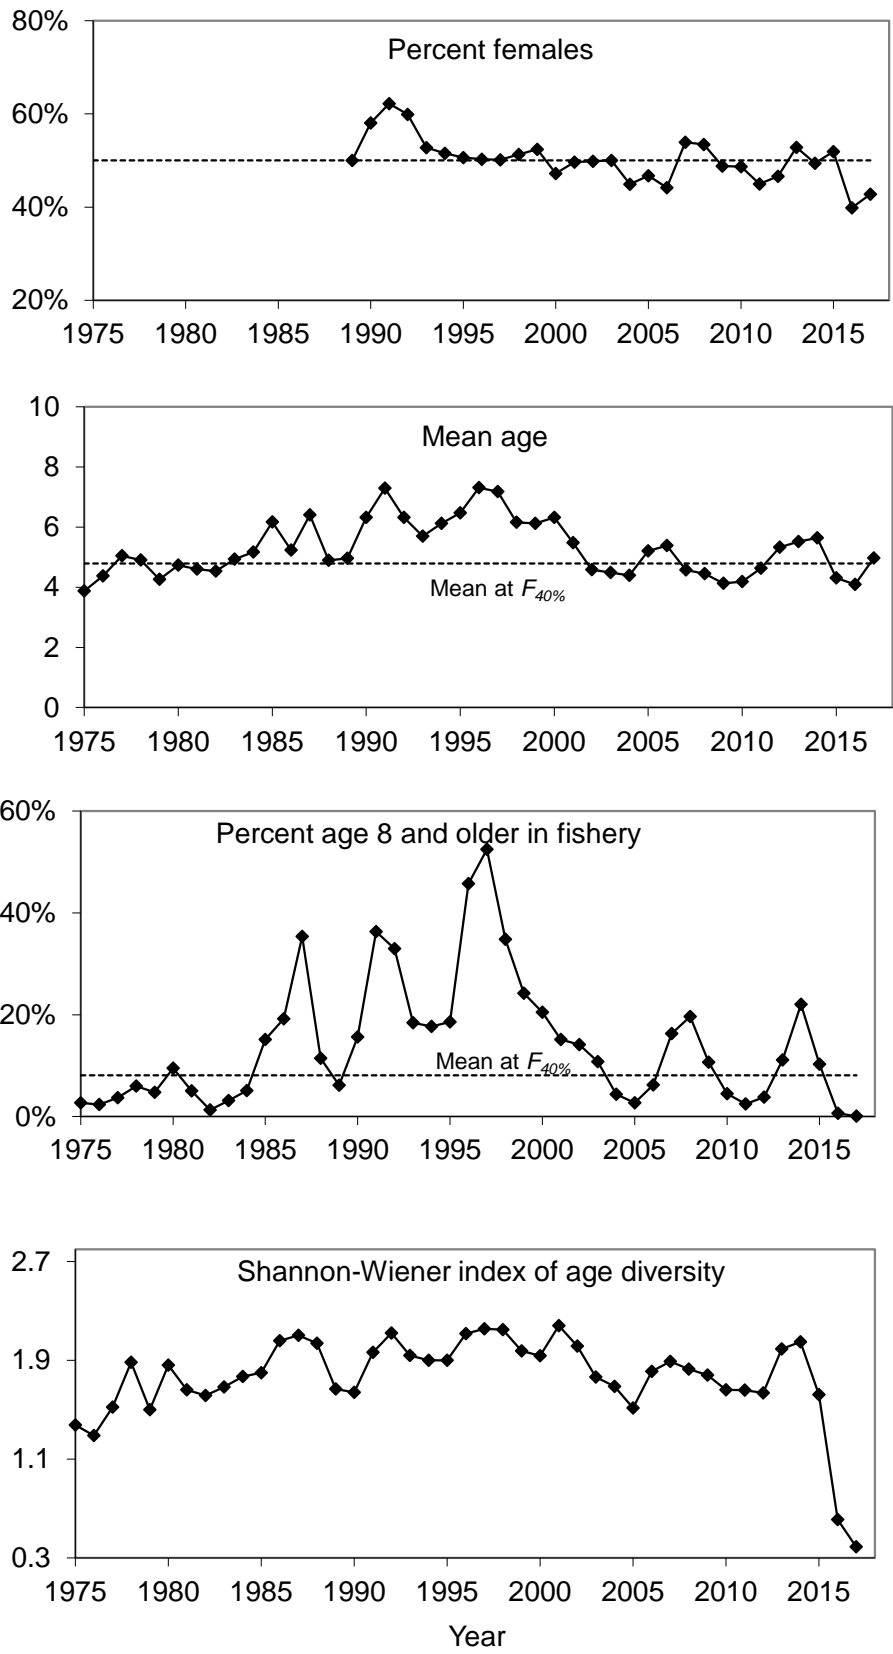 80%
Percent females
60%
40%
20%
1975 1980 1985 1990 1995 2000 2005 2010 2015
10
Mean age
8
6
4
Mean at F40%
2
0
1975 1980 1985 1990 1995 2000 2005 2010 2015
60%
Percent age 8 and older in fishery
40%
20%
Mean at F40%
0%
1975 1980 1985 1990 1995 2000 2005 2010 2015
2.7
Shannon-Wiener index of age diversity
1.9
1.1
0.3
1975 1980 1985 1990 1995 2000 2005 2010 2015
Year